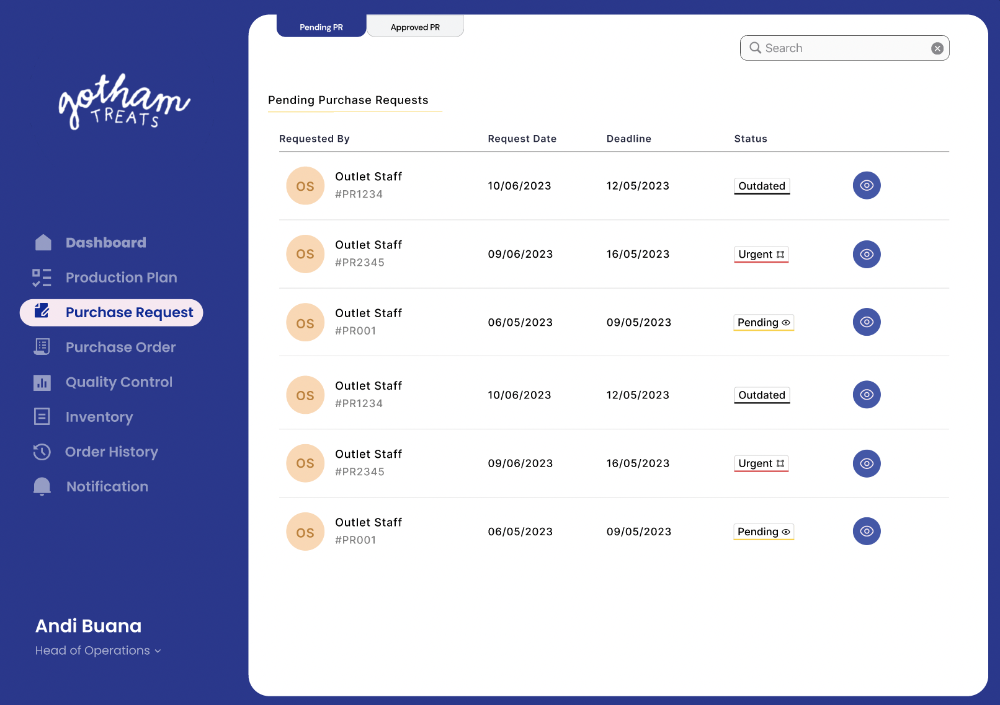 gotham
TREATS
Dashboard
Production Plan
Purchase Request
Purchase Order
Quality Control
Inventory
Order History
Notification
Andi Buana
Head of Operations
Pending PR
Approved PR
Search
Pending Purchase Requests
Requested By Request Date Deadline Status
OS Outlet Staff 10/06/2023 12/05/2023 Outdated
#PR1234
OS Outlet Staff 09/06/2023 16/05/2023 Urgent
#PR2345
OS Outlet Staff 06/05/2023 09/05/2023 Pending
#PR001
OS Outlet Staff 10/06/2023 12/05/2023 Outdated
#PR1234
OS Outlet Staff 09/06/2023 16/05/2023 Urgent
#PR2345
OS Outlet Staff 06/05/2023 09/05/2023 Pending
#PR001